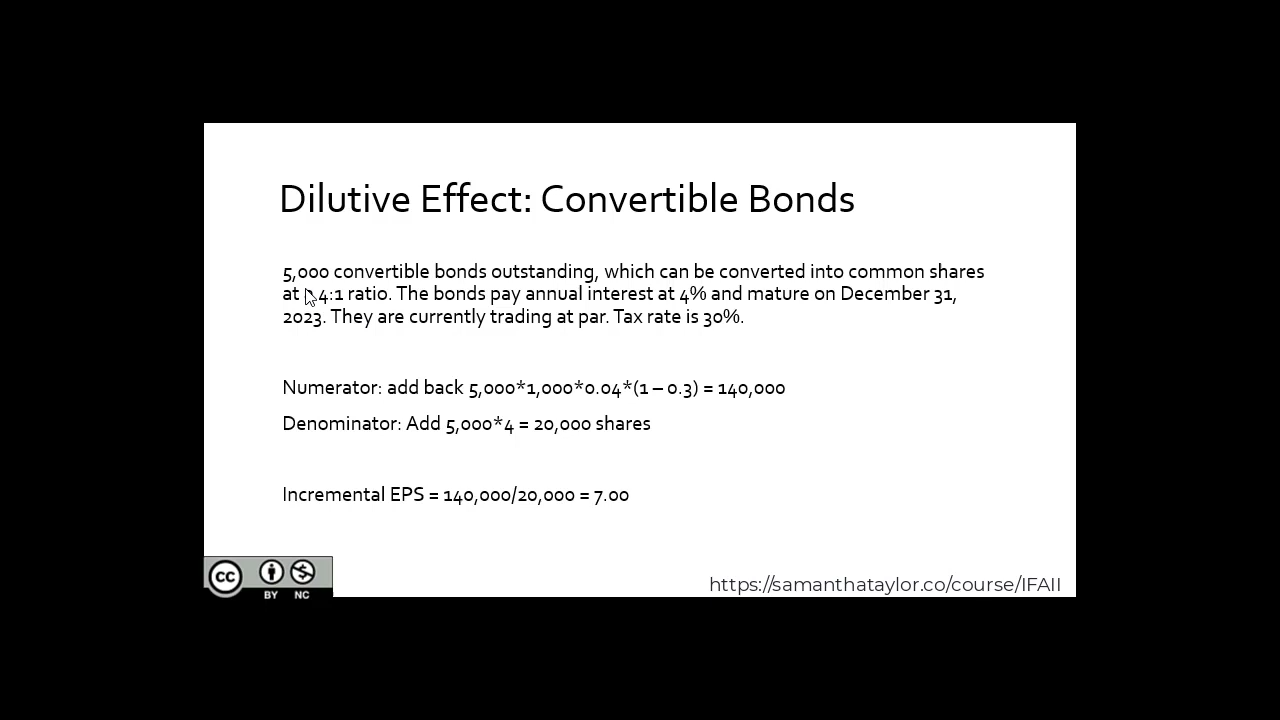 Dilutive Effect: Convertible Bonds
5,000 convertible bonds outstanding, which can be converted into common shares
at 4:1 ratio. The bonds pay annual interest at 4% and mature on December 31,
2023. They are currently trading at par. Tax rate is 30%.
Numerator: add back 5,000*1,000*0.04*(1 – 0.3) = 140,000
Denominator: Add 5,000*4 = 20,000 shares
Incremental EPS = 140,000/20,000 = 7.00
cc
BY NC
https://samanthataylor.co/course/IFAII